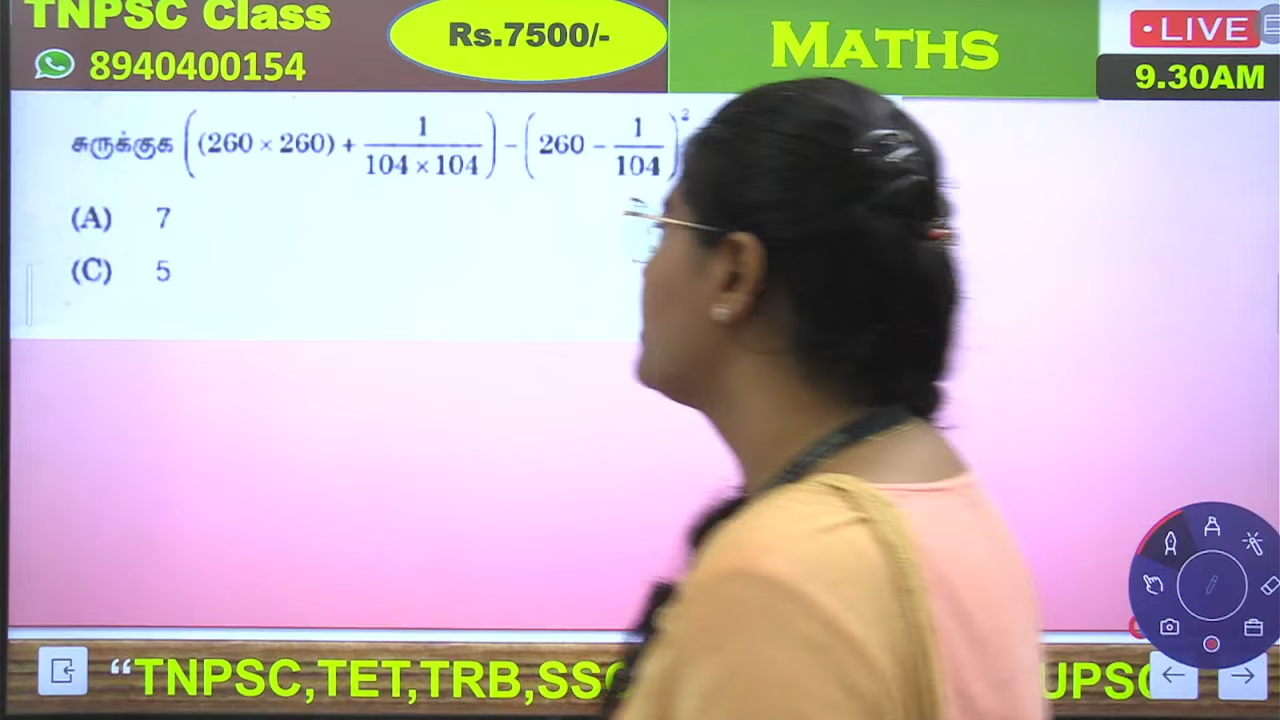 TNPSC Class
8940400154
Rs.7500/-
MATHS
• LIVE
9.30AM
சுருக்குக ((260 × 260) + 1/(104 × 104)) − (260 − 1/104)²
(A) 7
(C) 5
“TNPSC,TET,TRB,SS
UPSC